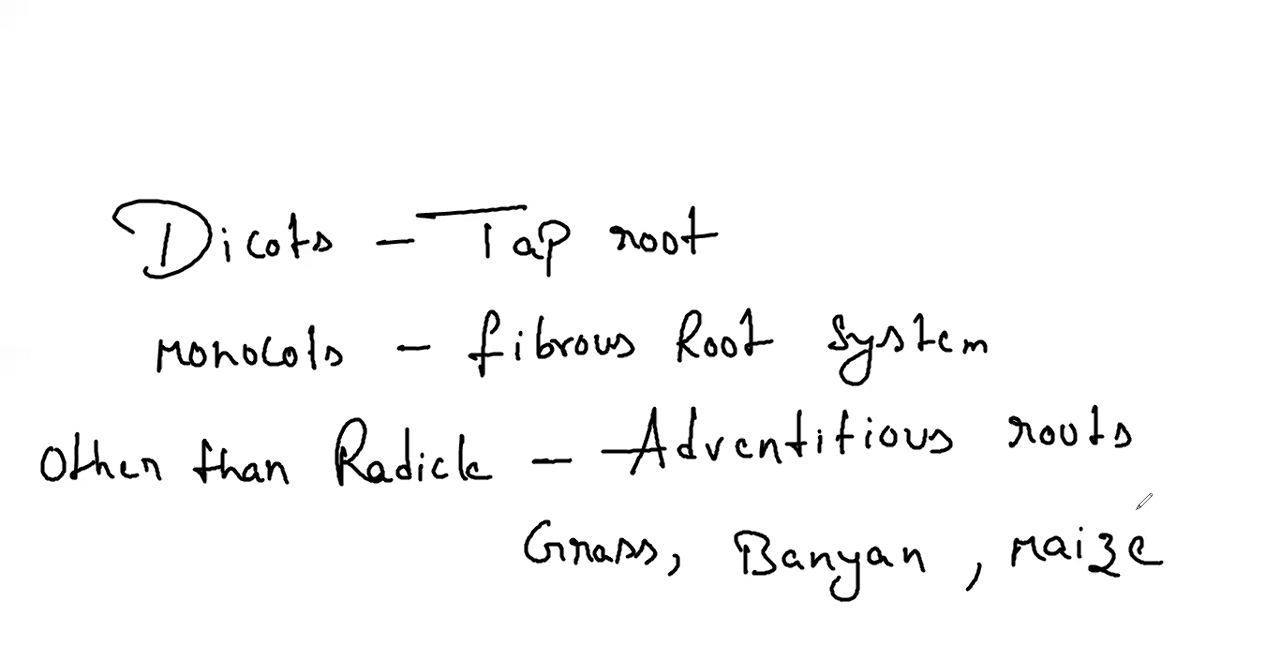 Dicots - Tap root
Monocots - fibrous Root System
Other than Radicle - Adventitious roots
Grass, Banyan, Maize